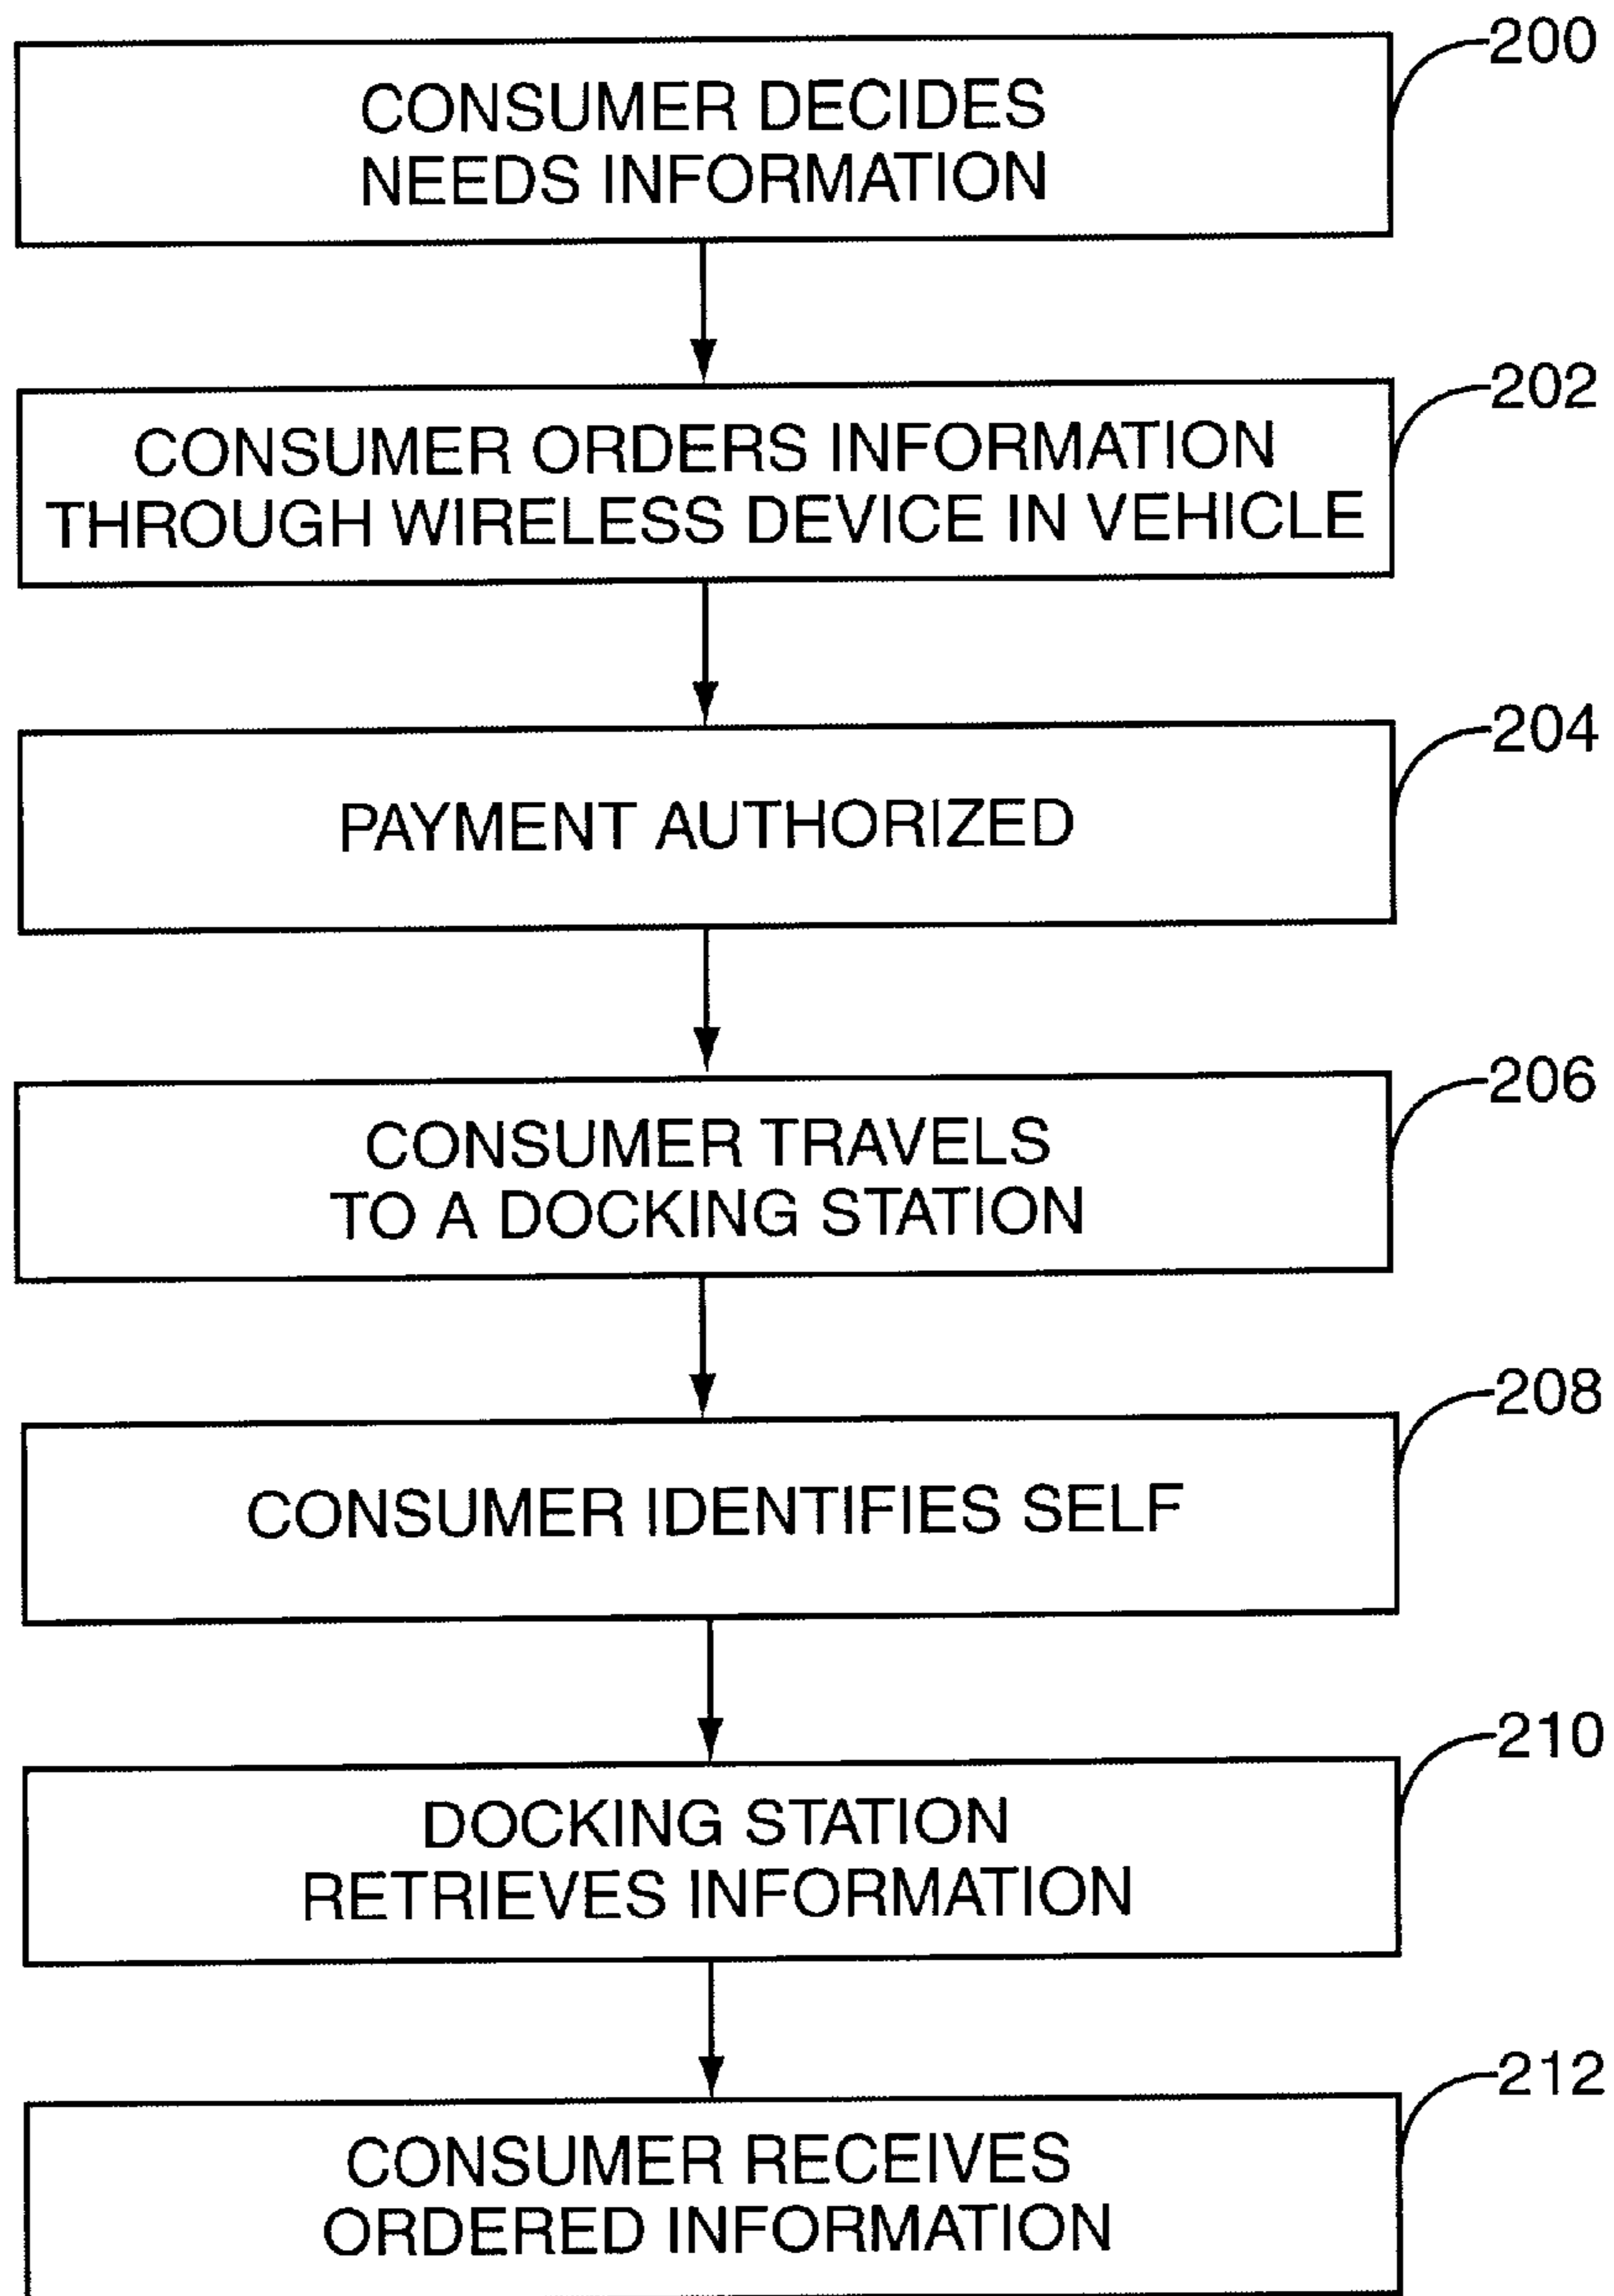 200
CONSUMER DECIDES
NEEDS INFORMATION
202
CONSUMER ORDERS INFORMATION
THROUGH WIRELESS DEVICE IN VEHICLE
204
PAYMENT AUTHORIZED
206
CONSUMER TRAVELS
TO A DOCKING STATION
208
CONSUMER IDENTIFIES SELF
210
DOCKING STATION
RETRIEVES INFORMATION
212
CONSUMER RECEIVES
ORDERED INFORMATION